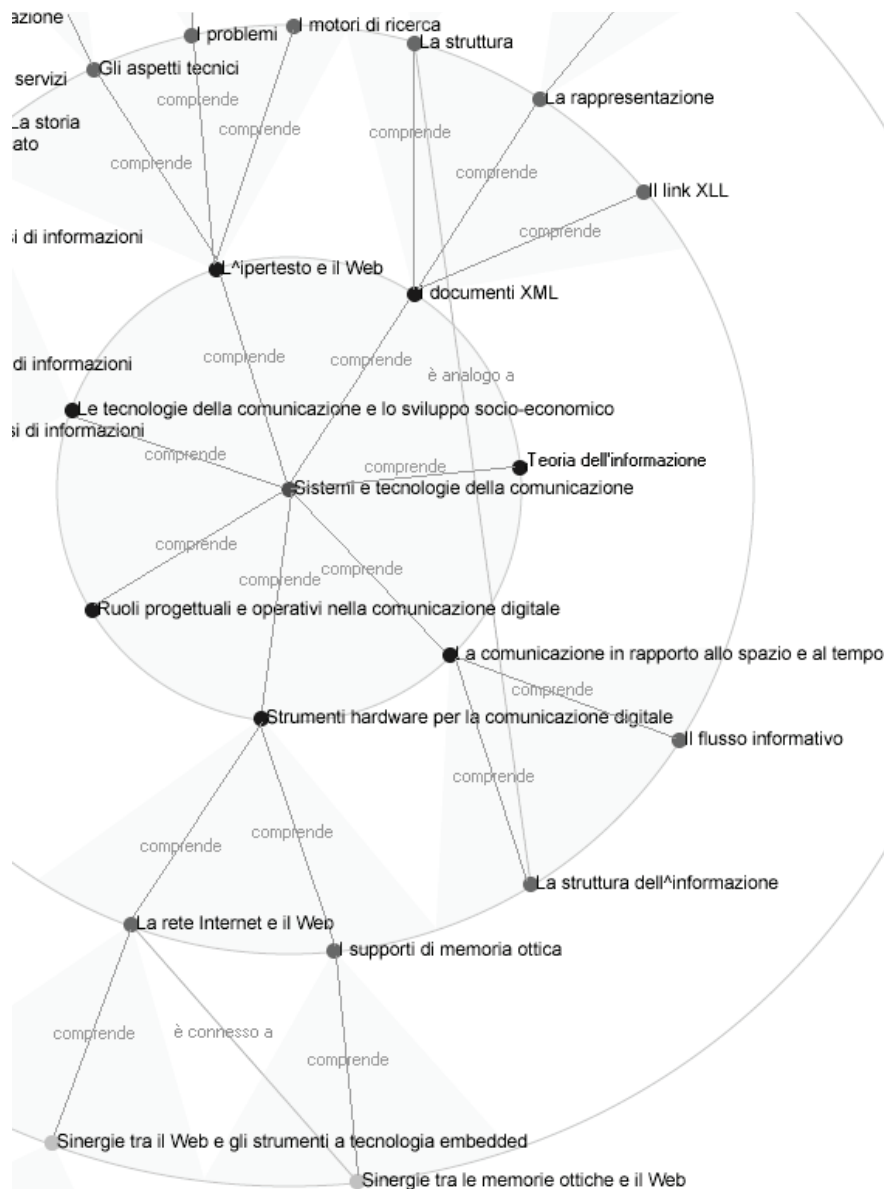 azione
I motori di ricerca
I problemi
La struttura
Gli aspetti tecnici
servizi
comprende
La rappresentazione
La storia
comprende
comprende
ato
comprende
comprende
Il link XLL
comprende
si di informazioni
L^ipertesto e il Web
I documenti XML
comprende
comprende
di informazioni
è analogo a
Le tecnologie della comunicazione e lo sviluppo socio-economico
si di informazioni
comprende
comprende
Teoria dell'informazione
Sistemi e tecnologie della comunicazione
comprende
comprende
comprende
Ruoli progettuali e operativi nella comunicazione digitale
La comunicazione in rapporto allo spazio e al tempo
comprende
Strumenti hardware per la comunicazione digitale
Il flusso informativo
comprende
comprende
comprende
La struttura dell^informazione
La rete Internet e il Web
I supporti di memoria ottica
comprende
è connesso a
comprende
Sinergie tra il Web e gli strumenti a tecnologia embedded
Sinergie tra le memorie ottiche e il Web